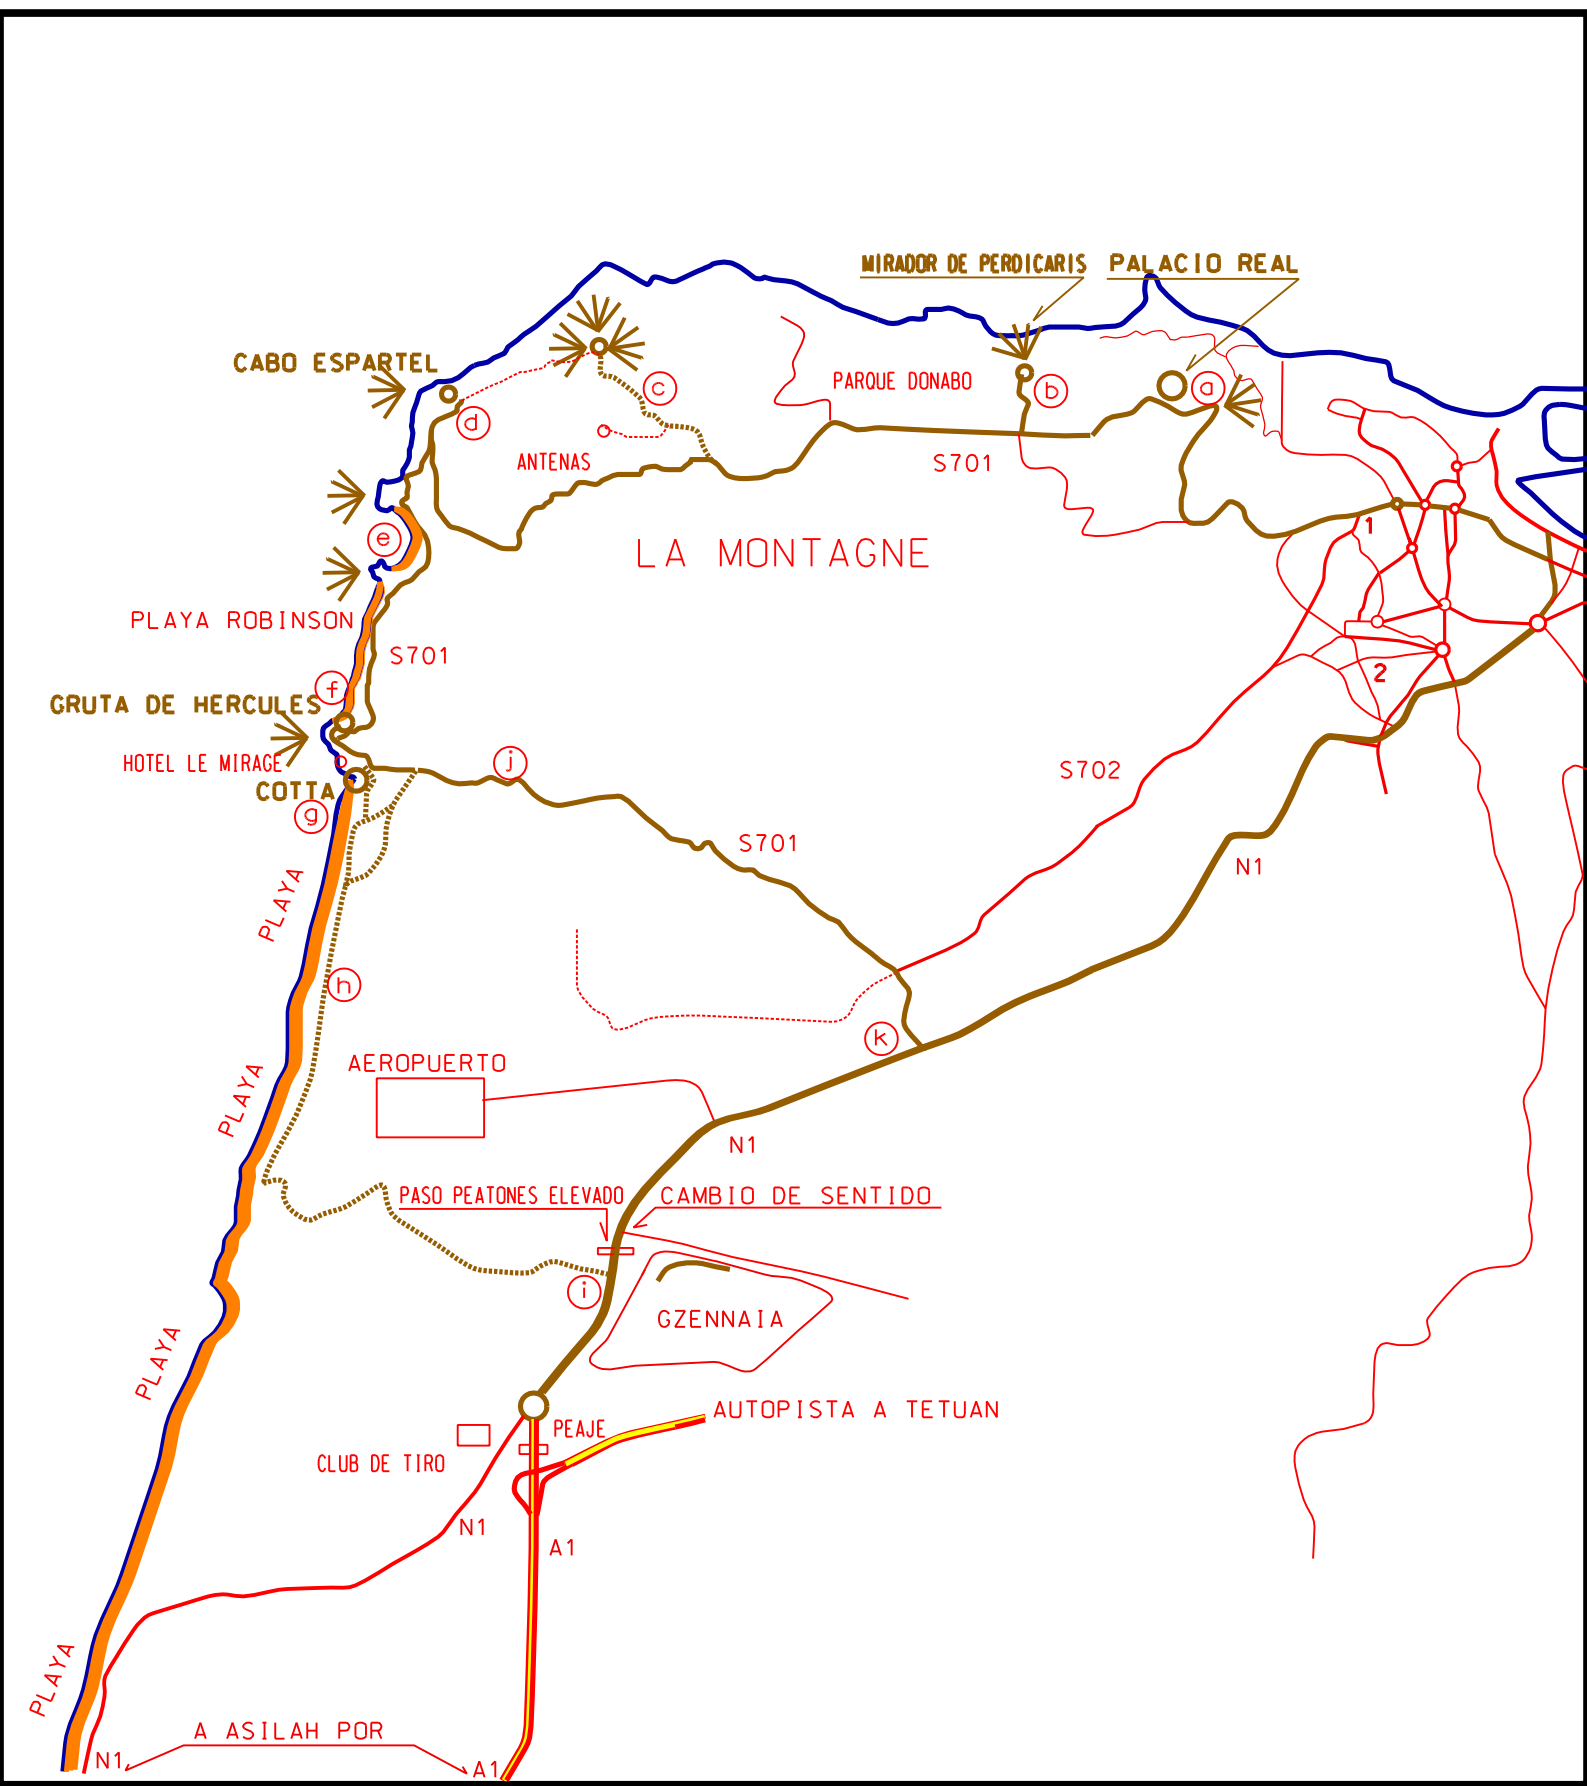 MIRADOR DE PERDICARIS
PALACIO REAL
CABO ESPARTEL
c
PARQUE DONABO
b
a
d
ANTENAS
S701
1
e
LA MONTAGNE
PLAYA ROBINSON
S701
2
f
GRUTA DE HERCULES
HOTEL LE MIRAGE
j
S702
COTTA
g
S701
N1
PLAYA
h
k
AEROPUERTO
PLAYA
N1
PASO PEATONES ELEVADO
CAMBIO DE SENTIDO
i
GZENNAIA
PLAYA
AUTOPISTA A TETUAN
PEAJE
CLUB DE TIRO
N1
A1
PLAYA
A ASILAH POR
N1
A1